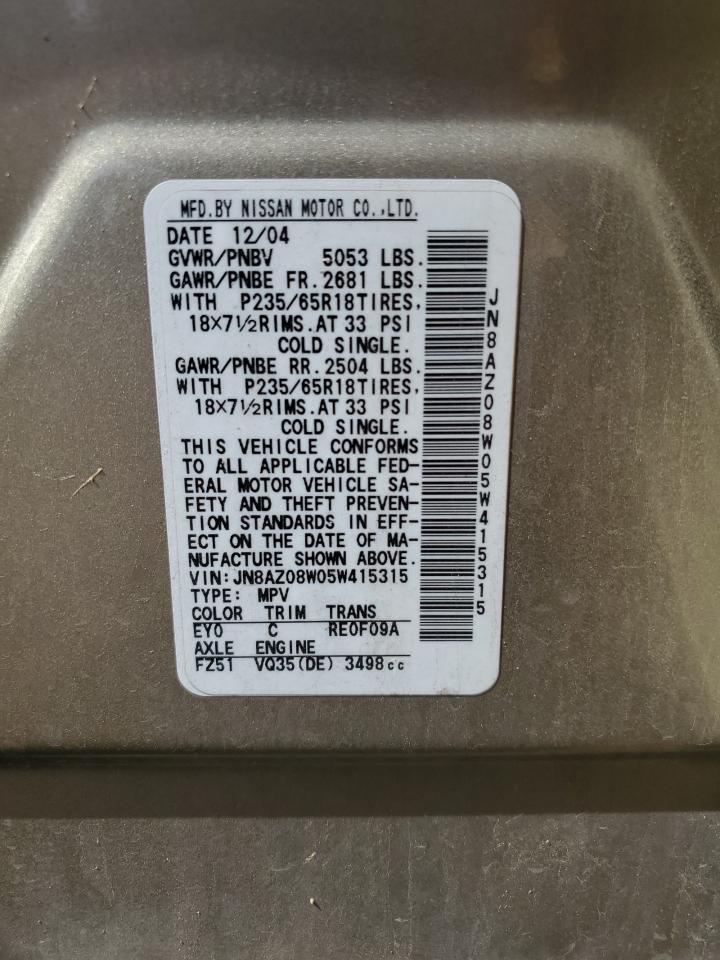 MFD.BY NISSAN MOTOR CO.,LTD.
DATE 12/04
GVWR/PNBV 5053 LBS.
GAWR/PNBE FR.2681 LBS.
WITH P235/65R18TIRES,
18×7½RIMS.AT 33 PSI
COLD SINGLE.
GAWR/PNBE RR.2504 LBS.
WITH P235/65R18TIRES,
18×7½RIMS.AT 33 PSI
COLD SINGLE.
THIS VEHICLE CONFORMS
TO ALL APPLICABLE FED-
ERAL MOTOR VEHICLE SA-
FETY AND THEFT PREVEN-
TION STANDARDS IN EFF-
ECT ON THE DATE OF MA-
NUFACTURE SHOWN ABOVE.
VIN:JN8AZ08W05W415315
TYPE: MPV
COLOR TRIM TRANS
EY0 C RE0F09A
AXLE ENGINE
FZ51 VQ35(DE) 3498cc
JN8AZ08W05W415315